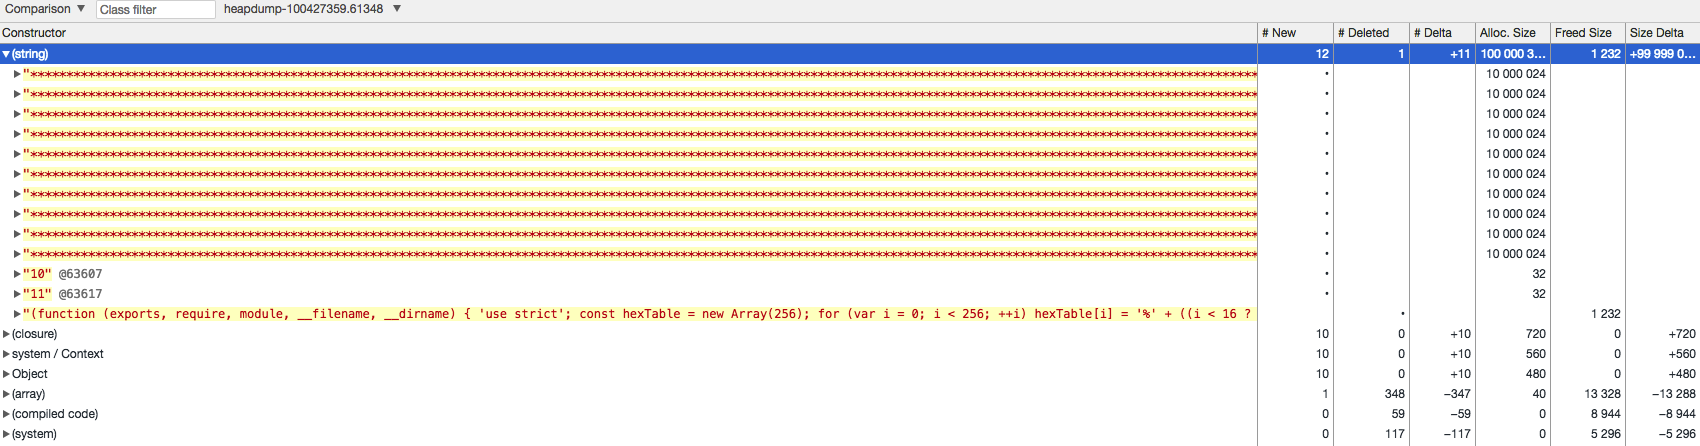 Comparison ▼ Class filter heapdump-100427359.61348 ▼
Constructor # New # Deleted # Delta Alloc. Size Freed Size Size Delta
▼(string) 12 1 +11 100 000 3... 1 232 +99 999 0...
▶"**************************************************************************************************************************************************************** • 10 000 024
▶"**************************************************************************************************************************************************************** • 10 000 024
▶"**************************************************************************************************************************************************************** • 10 000 024
▶"**************************************************************************************************************************************************************** • 10 000 024
▶"**************************************************************************************************************************************************************** • 10 000 024
▶"**************************************************************************************************************************************************************** • 10 000 024
▶"**************************************************************************************************************************************************************** • 10 000 024
▶"**************************************************************************************************************************************************************** • 10 000 024
▶"**************************************************************************************************************************************************************** • 10 000 024
▶"**************************************************************************************************************************************************************** • 10 000 024
▶"10" @63607 • 32
▶"11" @63617 • 32
▶"(function (exports, require, module, __filename, __dirname) { 'use strict'; const hexTable = new Array(256); for (var i = 0; i < 256; ++i) hexTable[i] = '%' + ((i < 16 ? • 1 232
▶(closure) 10 0 +10 720 0 +720
▶system / Context 10 0 +10 560 0 +560
▶Object 10 0 +10 480 0 +480
▶(array) 1 348 −347 40 13 328 −13 288
▶(compiled code) 0 59 −59 0 8 944 −8 944
▶(system) 0 117 −117 0 5 296 −5 296